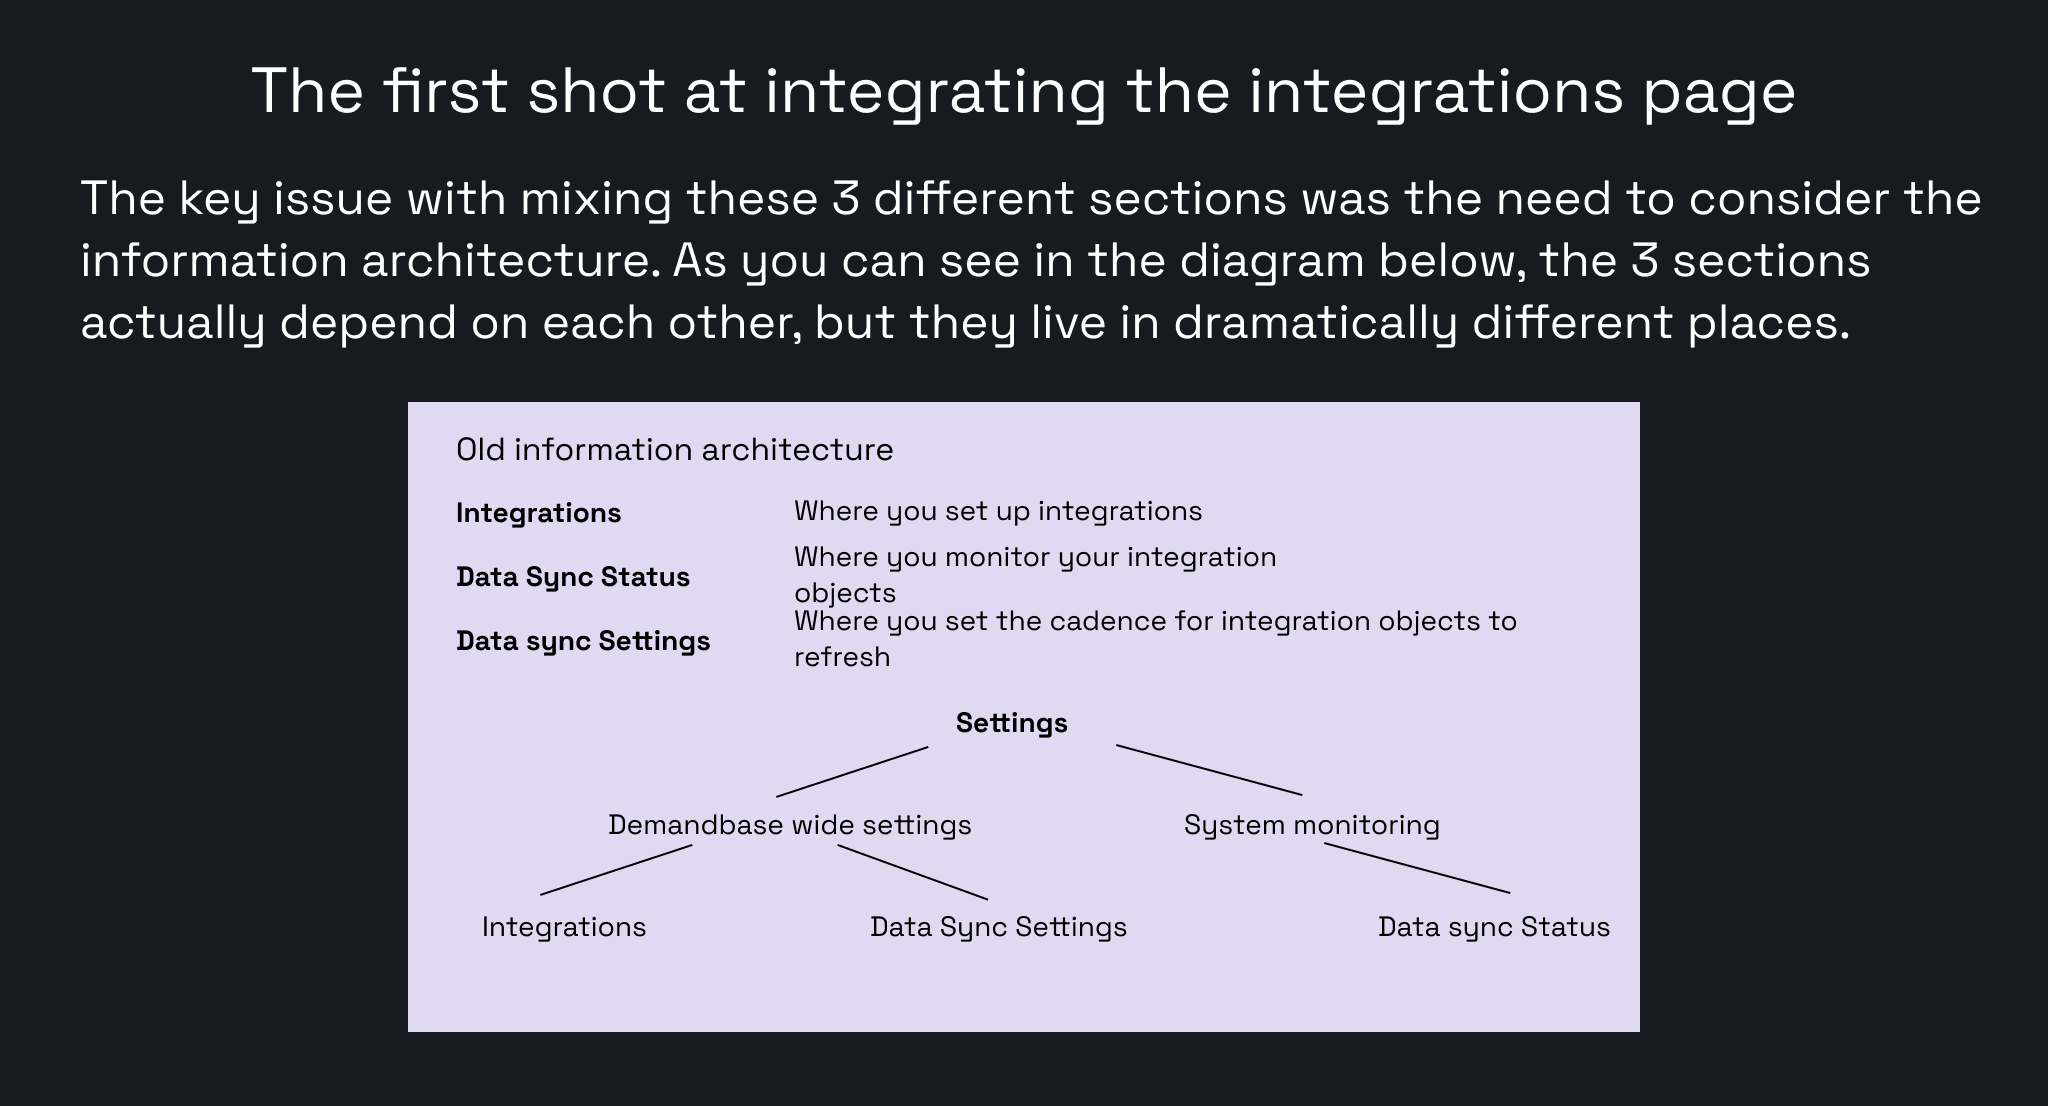 The first shot at integrating the integrations page
The key issue with mixing these 3 different sections was the need to consider the
information architecture. As you can see in the diagram below, the 3 sections
actually depend on each other, but they live in dramatically different places.
Old information architecture
Integrations
Where you set up integrations
Data Sync Status
Where you monitor your integration
objects
Data sync Settings
Where you set the cadence for integration objects to
refresh
Settings
Demandbase wide settings
System monitoring
Integrations
Data Sync Settings
Data sync Status